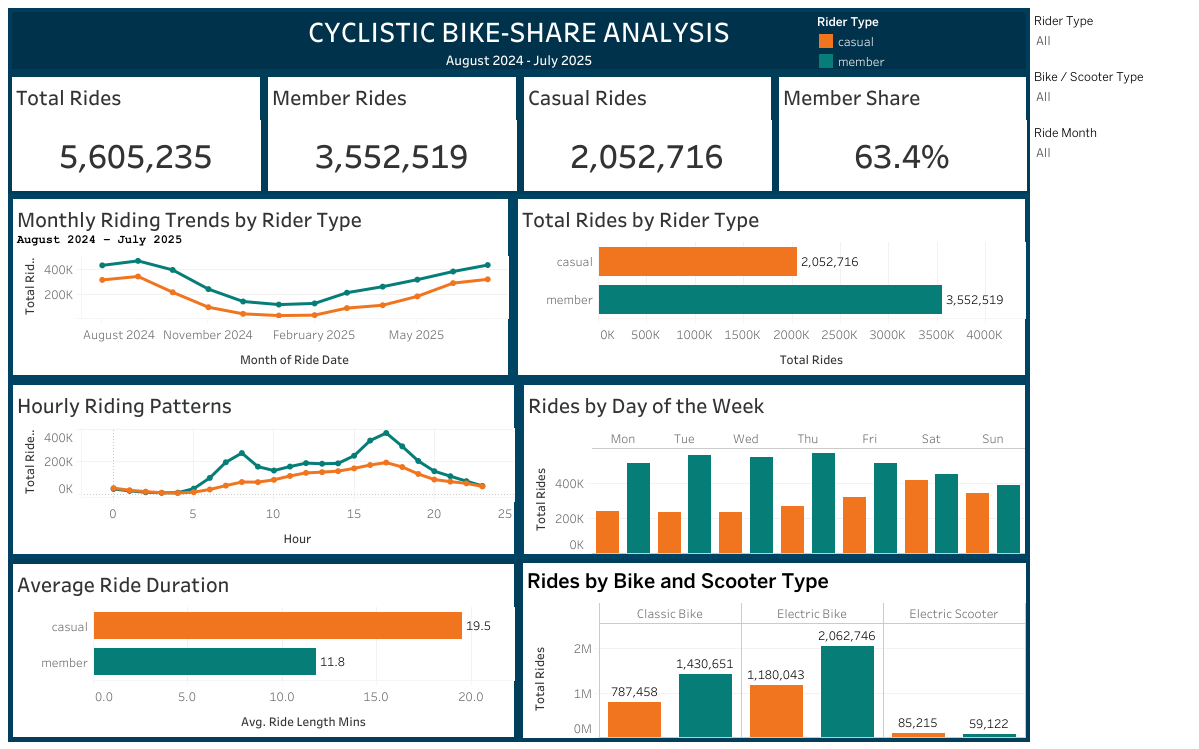 CYCLISTIC BIKE-SHARE ANALYSIS
August 2024 - July 2025
Rider Type
casual
member
Rider Type
All
Bike / Scooter Type
All
Ride Month
All
Total Rides
5,605,235
Member Rides
3,552,519
Casual Rides
2,052,716
Member Share
63.4%
Monthly Riding Trends by Rider Type
August 2024 – July 2025
Total Rid..
400K
200K
August 2024 November 2024 February 2025 May 2025
Month of Ride Date
Total Rides by Rider Type
casual 2,052,716
member 3,552,519
0K 500K 1000K 1500K 2000K 2500K 3000K 3500K 4000K
Total Rides
Hourly Riding Patterns
Total Ride..
400K
200K
0K
0 5 10 15 20 25
Hour
Rides by Day of the Week
Mon Tue Wed Thu Fri Sat Sun
Total Rides
400K
200K
0K
Average Ride Duration
casual 19.5
member 11.8
0.0 5.0 10.0 15.0 20.0
Avg. Ride Length Mins
Rides by Bike and Scooter Type
Classic Bike Electric Bike Electric Scooter
Total Rides
2M
1M
0M
787,458 1,430,651 1,180,043 2,062,746 85,215 59,122